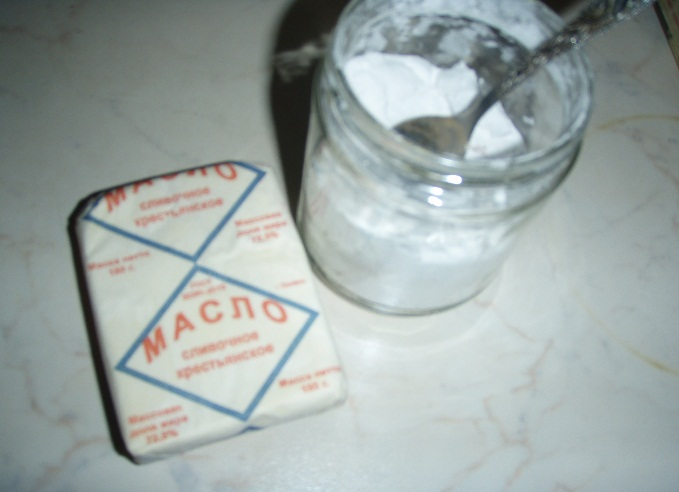 МАСЛО
сливочное
крестьянское
Массовая
доля жира
72,5%
Масса нетто
180 г.
МАСЛО
сливочное
крестьянское
Масса нетто
180 г.
Массовая
доля жира
72,5%